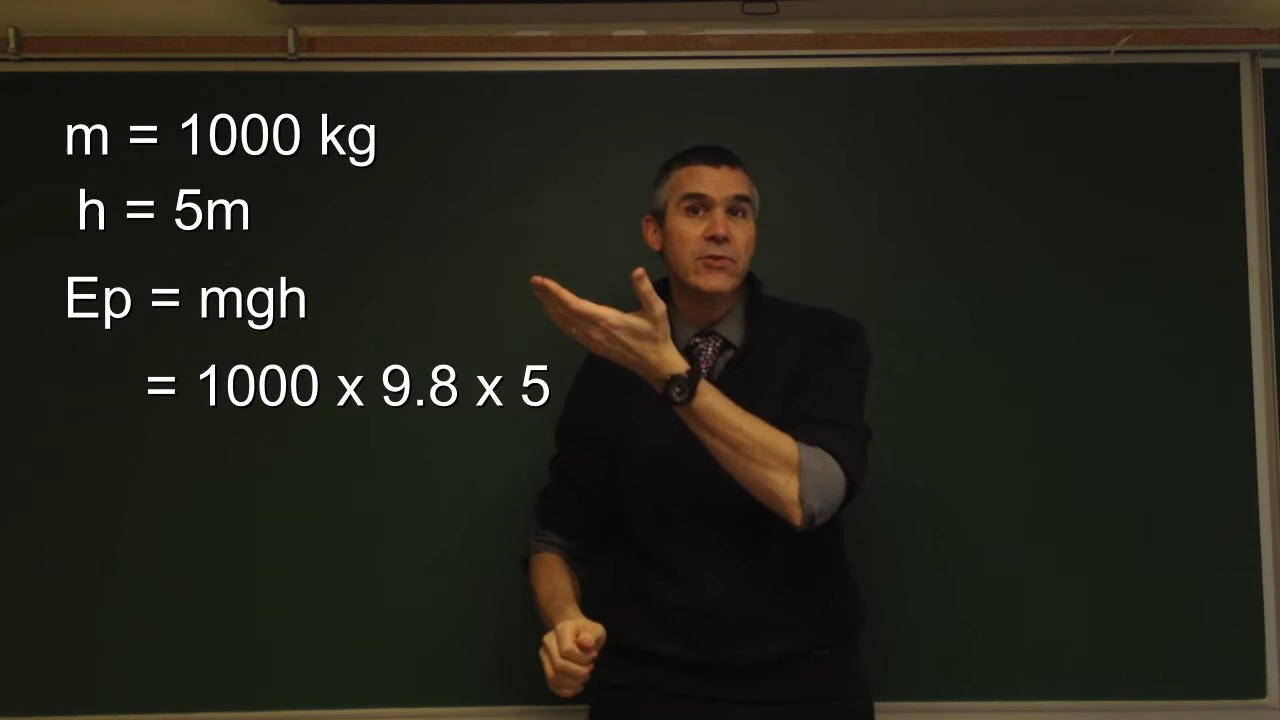 m = 1000 kg
h = 5m
Ep = mgh
= 1000 x 9.8 x 5